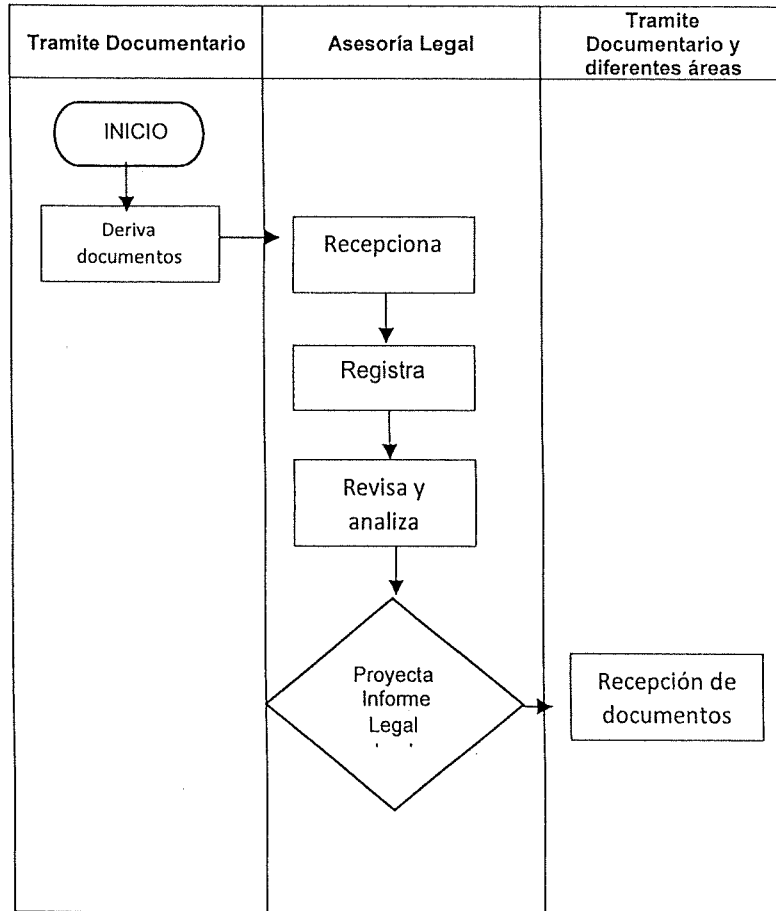 Tramite Documentario
Asesoría Legal
Tramite
Documentario y
diferentes áreas
INICIO
Deriva
documentos
Recepciona
Registra
Revisa y
analiza
Proyecta
Informe
Legal
Recepción de
documentos